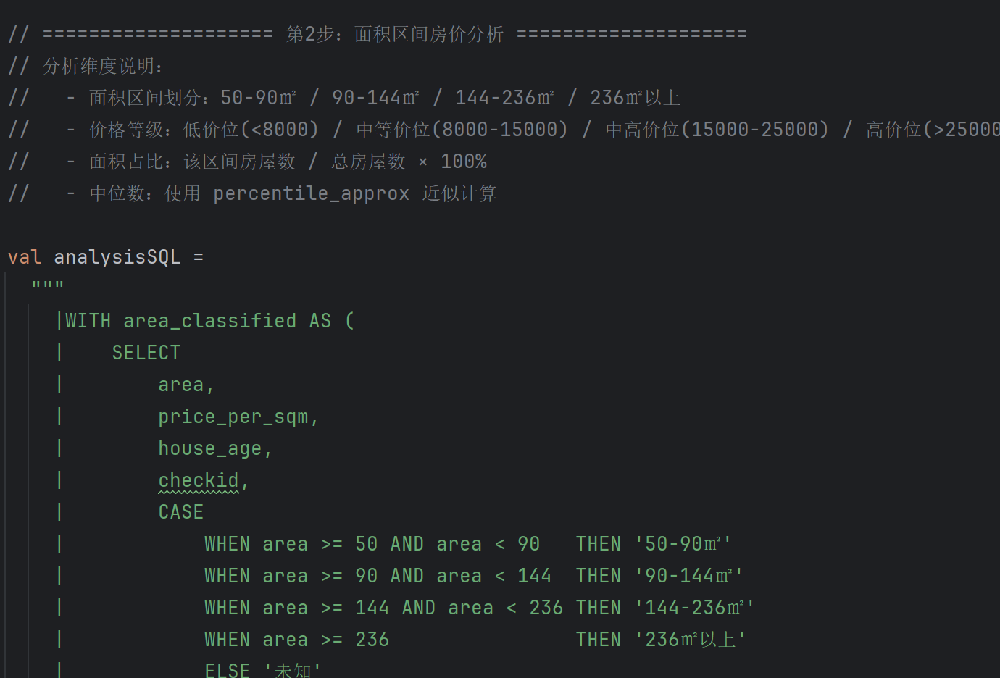 // ==================== 第2步：面积区间房价分析 ====================
// 分析维度说明：
//   - 面积区间划分：50-90㎡ / 90-144㎡ / 144-236㎡ / 236㎡以上
//   - 价格等级：低价位(<8000) / 中等价位(8000-15000) / 中高价位(15000-25000) / 高价位(>25000
//   - 面积占比：该区间房屋数 / 总房屋数 × 100%
//   - 中位数：使用 percentile_approx 近似计算
val analysisSQL =
  """
    |WITH area_classified AS (
    |    SELECT
    |        area,
    |        price_per_sqm,
    |        house_age,
    |        checkid,
    |        CASE
    |            WHEN area >= 50 AND area < 90   THEN '50-90㎡'
    |            WHEN area >= 90 AND area < 144  THEN '90-144㎡'
    |            WHEN area >= 144 AND area < 236 THEN '144-236㎡'
    |            WHEN area >= 236                THEN '236㎡以上'
    |            ELSE '未知'